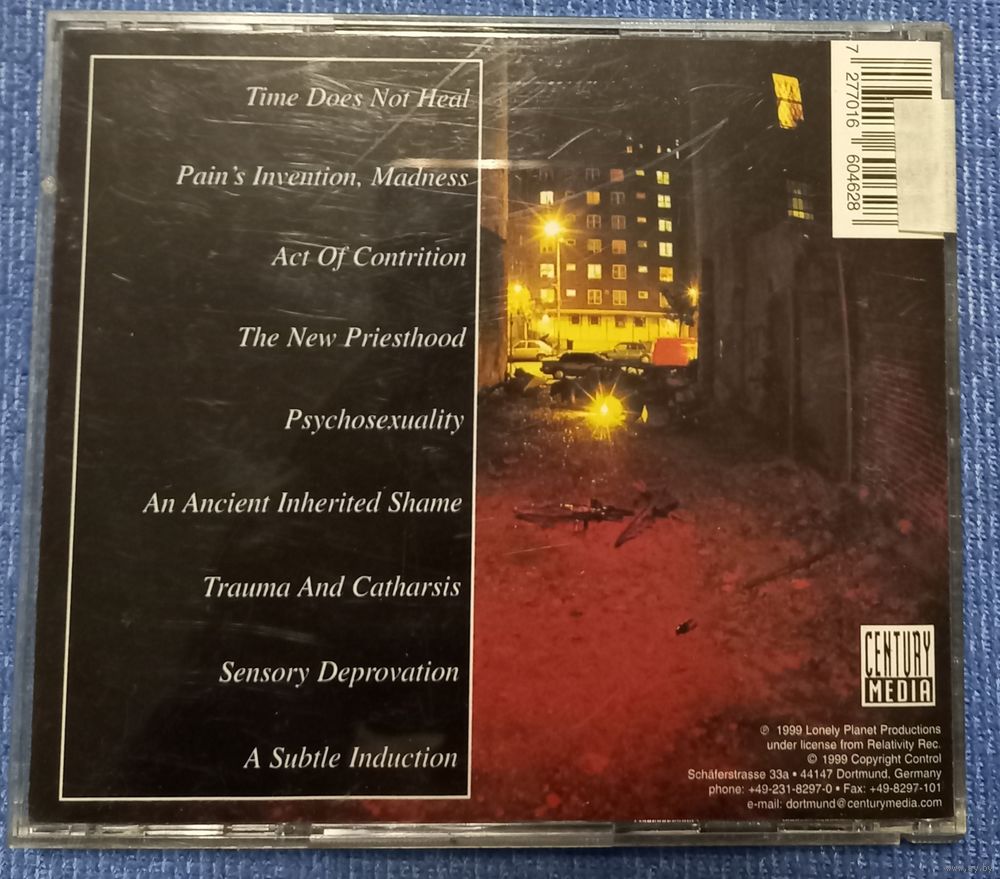 Time Does Not Heal
Pain's Invention, Madness
Act Of Contrition
The New Priesthood
Psychosexuality
An Ancient Inherited Shame
Trauma And Catharsis
Sensory Deprovation
A Subtle Induction
7 277016 604628
CENTURY
MEDIA
℗ 1999 Lonely Planet Productions
under license from Relativity Rec.
© 1999 Copyright Control
Schäferstrasse 33a • 44147 Dortmund, Germany
phone: +49-231-8297-0 • Fax: +49-8297-101
e-mail: dortmund@centurymedia.com